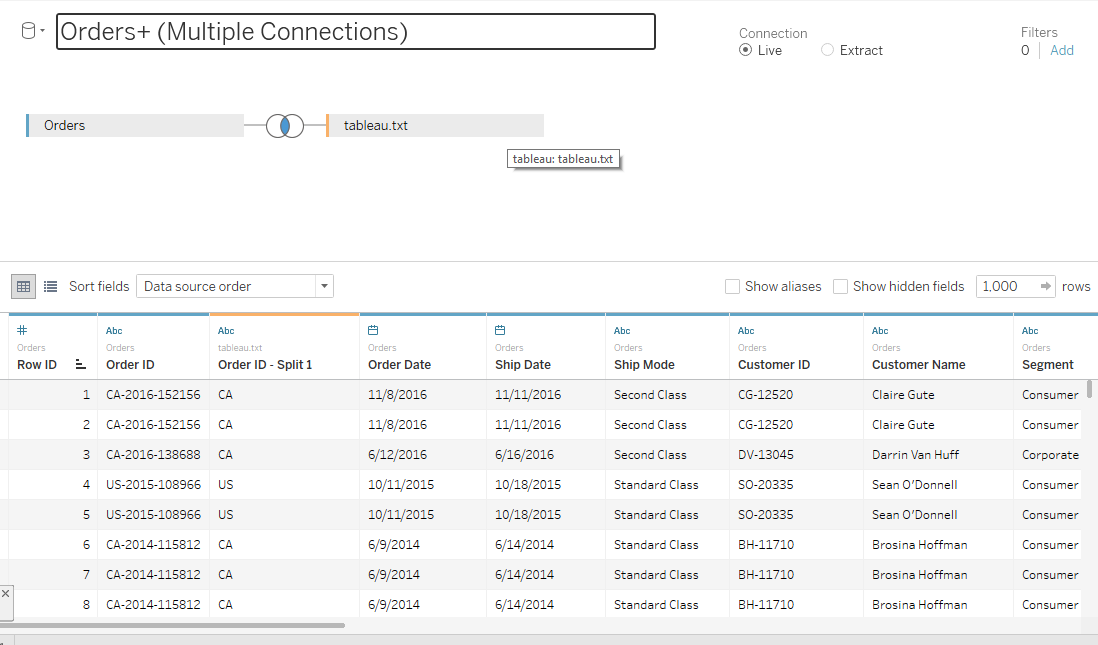 Orders+ (Multiple Connections)
Connection
Live Extract
Filters
0 Add
Orders tableau.txt
tableau: tableau.txt
Sort fields Data source order Show aliases Show hidden fields 1,000 rows
# Abc Abc Abc Abc Abc Abc
Orders Orders tableau.txt Orders Orders Orders Orders Orders Orders
Row ID Order ID Order ID - Split 1 Order Date Ship Date Ship Mode Customer ID Customer Name Segment
1 CA-2016-152156 CA 11/8/2016 11/11/2016 Second Class CG-12520 Claire Gute Consumer
2 CA-2016-152156 CA 11/8/2016 11/11/2016 Second Class CG-12520 Claire Gute Consumer
3 CA-2016-138688 CA 6/12/2016 6/16/2016 Second Class DV-13045 Darrin Van Huff Corporate
4 US-2015-108966 US 10/11/2015 10/18/2015 Standard Class SO-20335 Sean O'Donnell Consumer
5 US-2015-108966 US 10/11/2015 10/18/2015 Standard Class SO-20335 Sean O'Donnell Consumer
6 CA-2014-115812 CA 6/9/2014 6/14/2014 Standard Class BH-11710 Brosina Hoffman Consumer
7 CA-2014-115812 CA 6/9/2014 6/14/2014 Standard Class BH-11710 Brosina Hoffman Consumer
8 CA-2014-115812 CA 6/9/2014 6/14/2014 Standard Class BH-11710 Brosina Hoffman Consumer